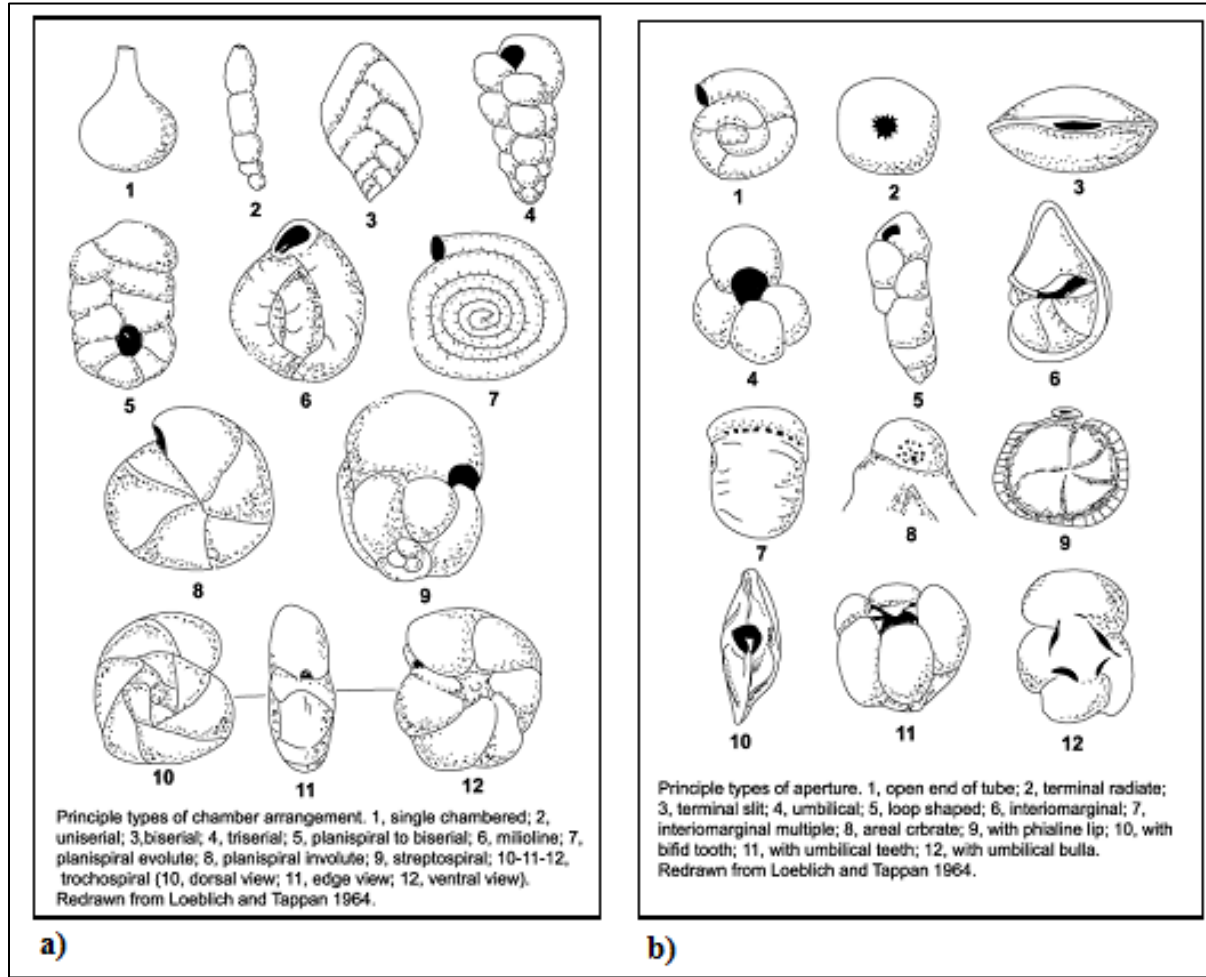 1
2
3
4
5
6
7
8
9
10
11
12
Principle types of chamber arrangement. 1, single chambered; 2,
uniserial; 3,biserial; 4, triserial; 5, planispiral to biserial; 6, milioline; 7,
planispiral evolute; 8, planispiral involute; 9, streptospiral; 10-11-12,
trochospiral (10, dorsal view; 11, edge view; 12, ventral view).
Redrawn from Loeblich and Tappan 1964.
a)
1
2
3
4
5
6
7
8
9
10
11
12
Principle types of aperture. 1, open end of tube; 2, terminal radiate;
3, terminal slit; 4, umbilical; 5, loop shaped; 6, interiomarginal; 7,
interiomarginal multiple; 8, areal crbrate; 9, with phialine lip; 10, with
bifid tooth; 11, with umbilical teeth; 12, with umbilical bulla.
Redrawn from Loeblich and Tappan 1964.
b)